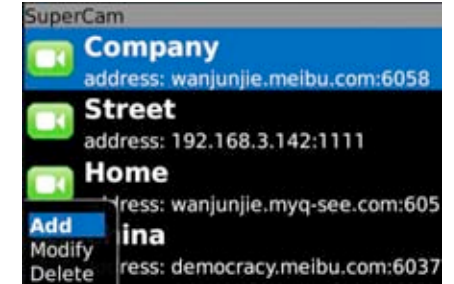 SuperCam
Company
address: wanjunjie.meibu.com:6058
Street
address: 192.168.3.142:1111
Home
dress: wanjunjie.myq-see.com:605
Add
ina
Modify
ress: democracy.meibu.com:6037
Delete